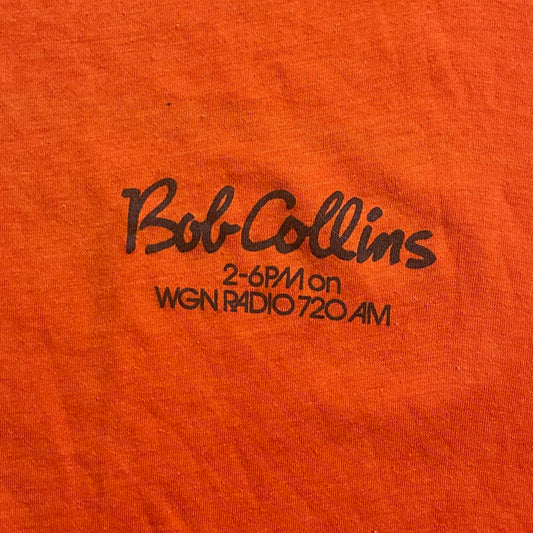 Bob Collins
2-6PM on
WGN RADIO 720 AM